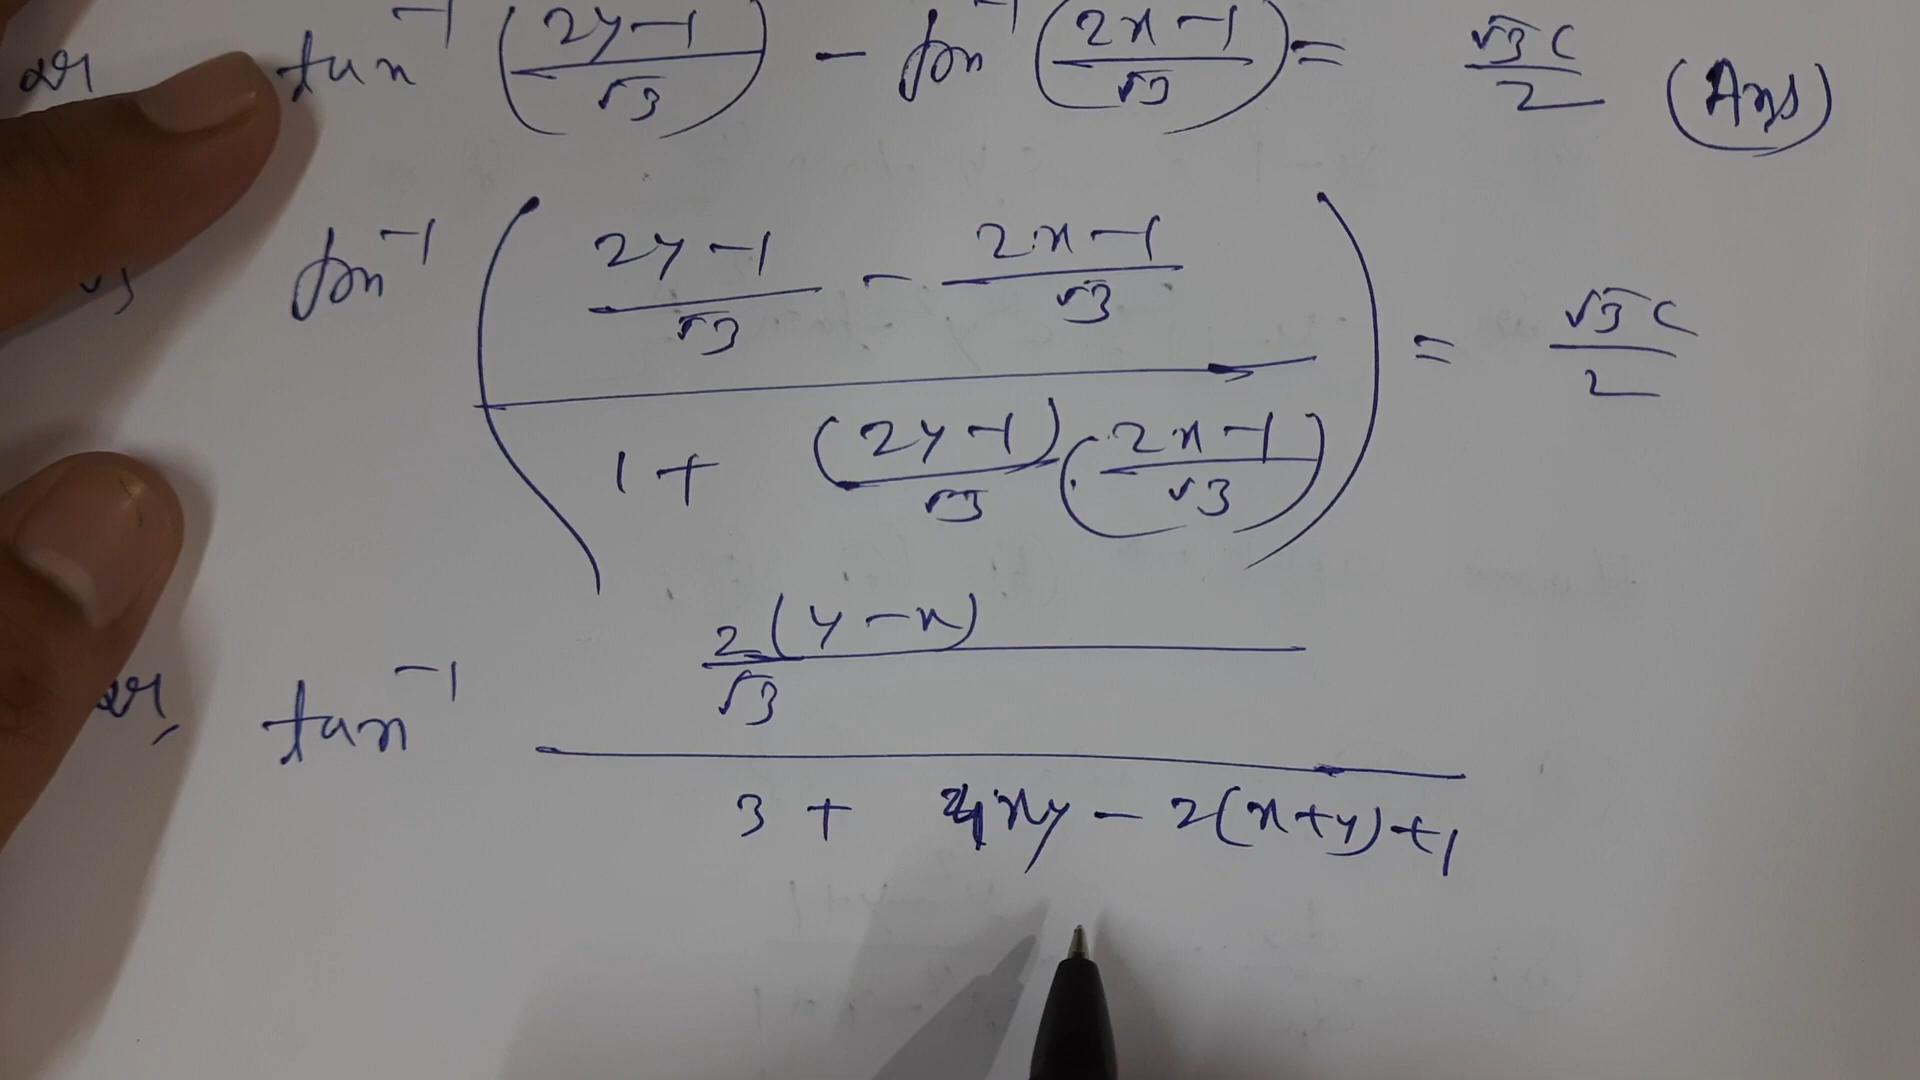 or tan⁻¹ ((2y-1)/√3) - tan⁻¹ ((2x-1)/√3) = √3c/2 (Ans)
tan⁻¹ (((2y-1)/√3 - (2x-1)/√3) / (1 + ((2y-1)/√3)((2x-1)/√3))) = √3c/2
or, tan⁻¹ (2(y-x)/√3) / (3 + 4xy - 2(x+y)+1)